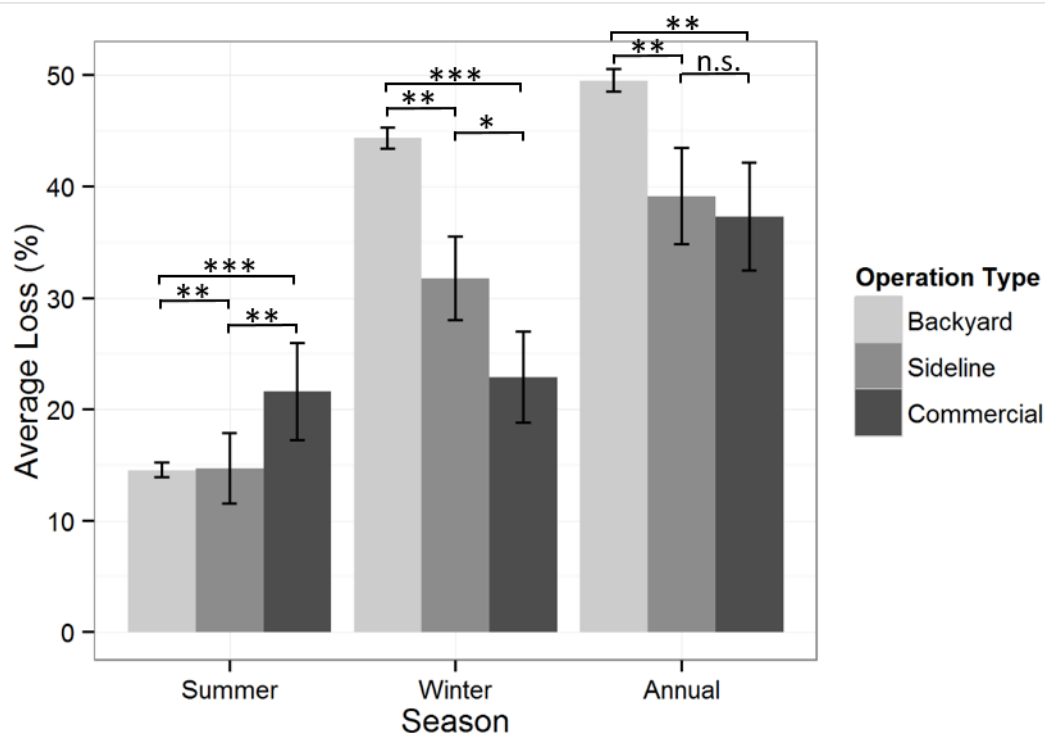 **
**
n.s.
***
**
*
***
**
**
50
40
30
20
10
0
Average Loss (%)
Summer
Winter
Annual
Season
Operation Type
Backyard
Sideline
Commercial